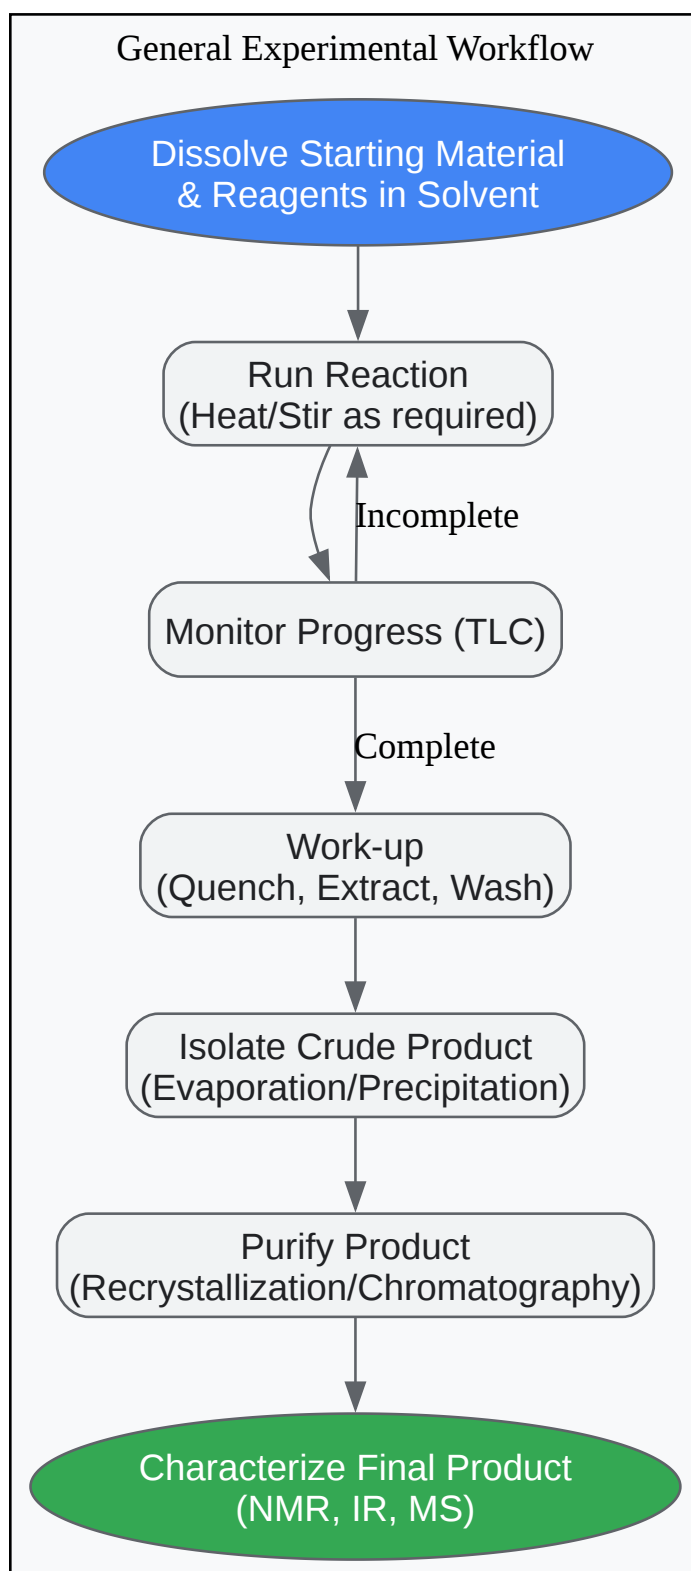 General Experimental Workflow
Dissolve Starting Material
& Reagents in Solvent
Run Reaction
(Heat/Stir as required)
Incomplete
Monitor Progress (TLC)
Complete
Work-up
(Quench, Extract, Wash)
Isolate Crude Product
(Evaporation/Precipitation)
Purify Product
(Recrystallization/Chromatography)
Characterize Final Product
(NMR, IR, MS)